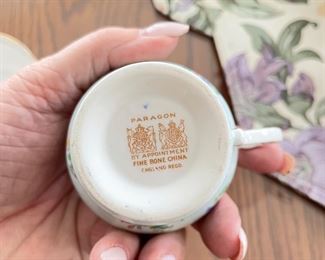 PARAGON
BY APPOINTMENT
FINE BONE CHINA
ENGLAND REGD.